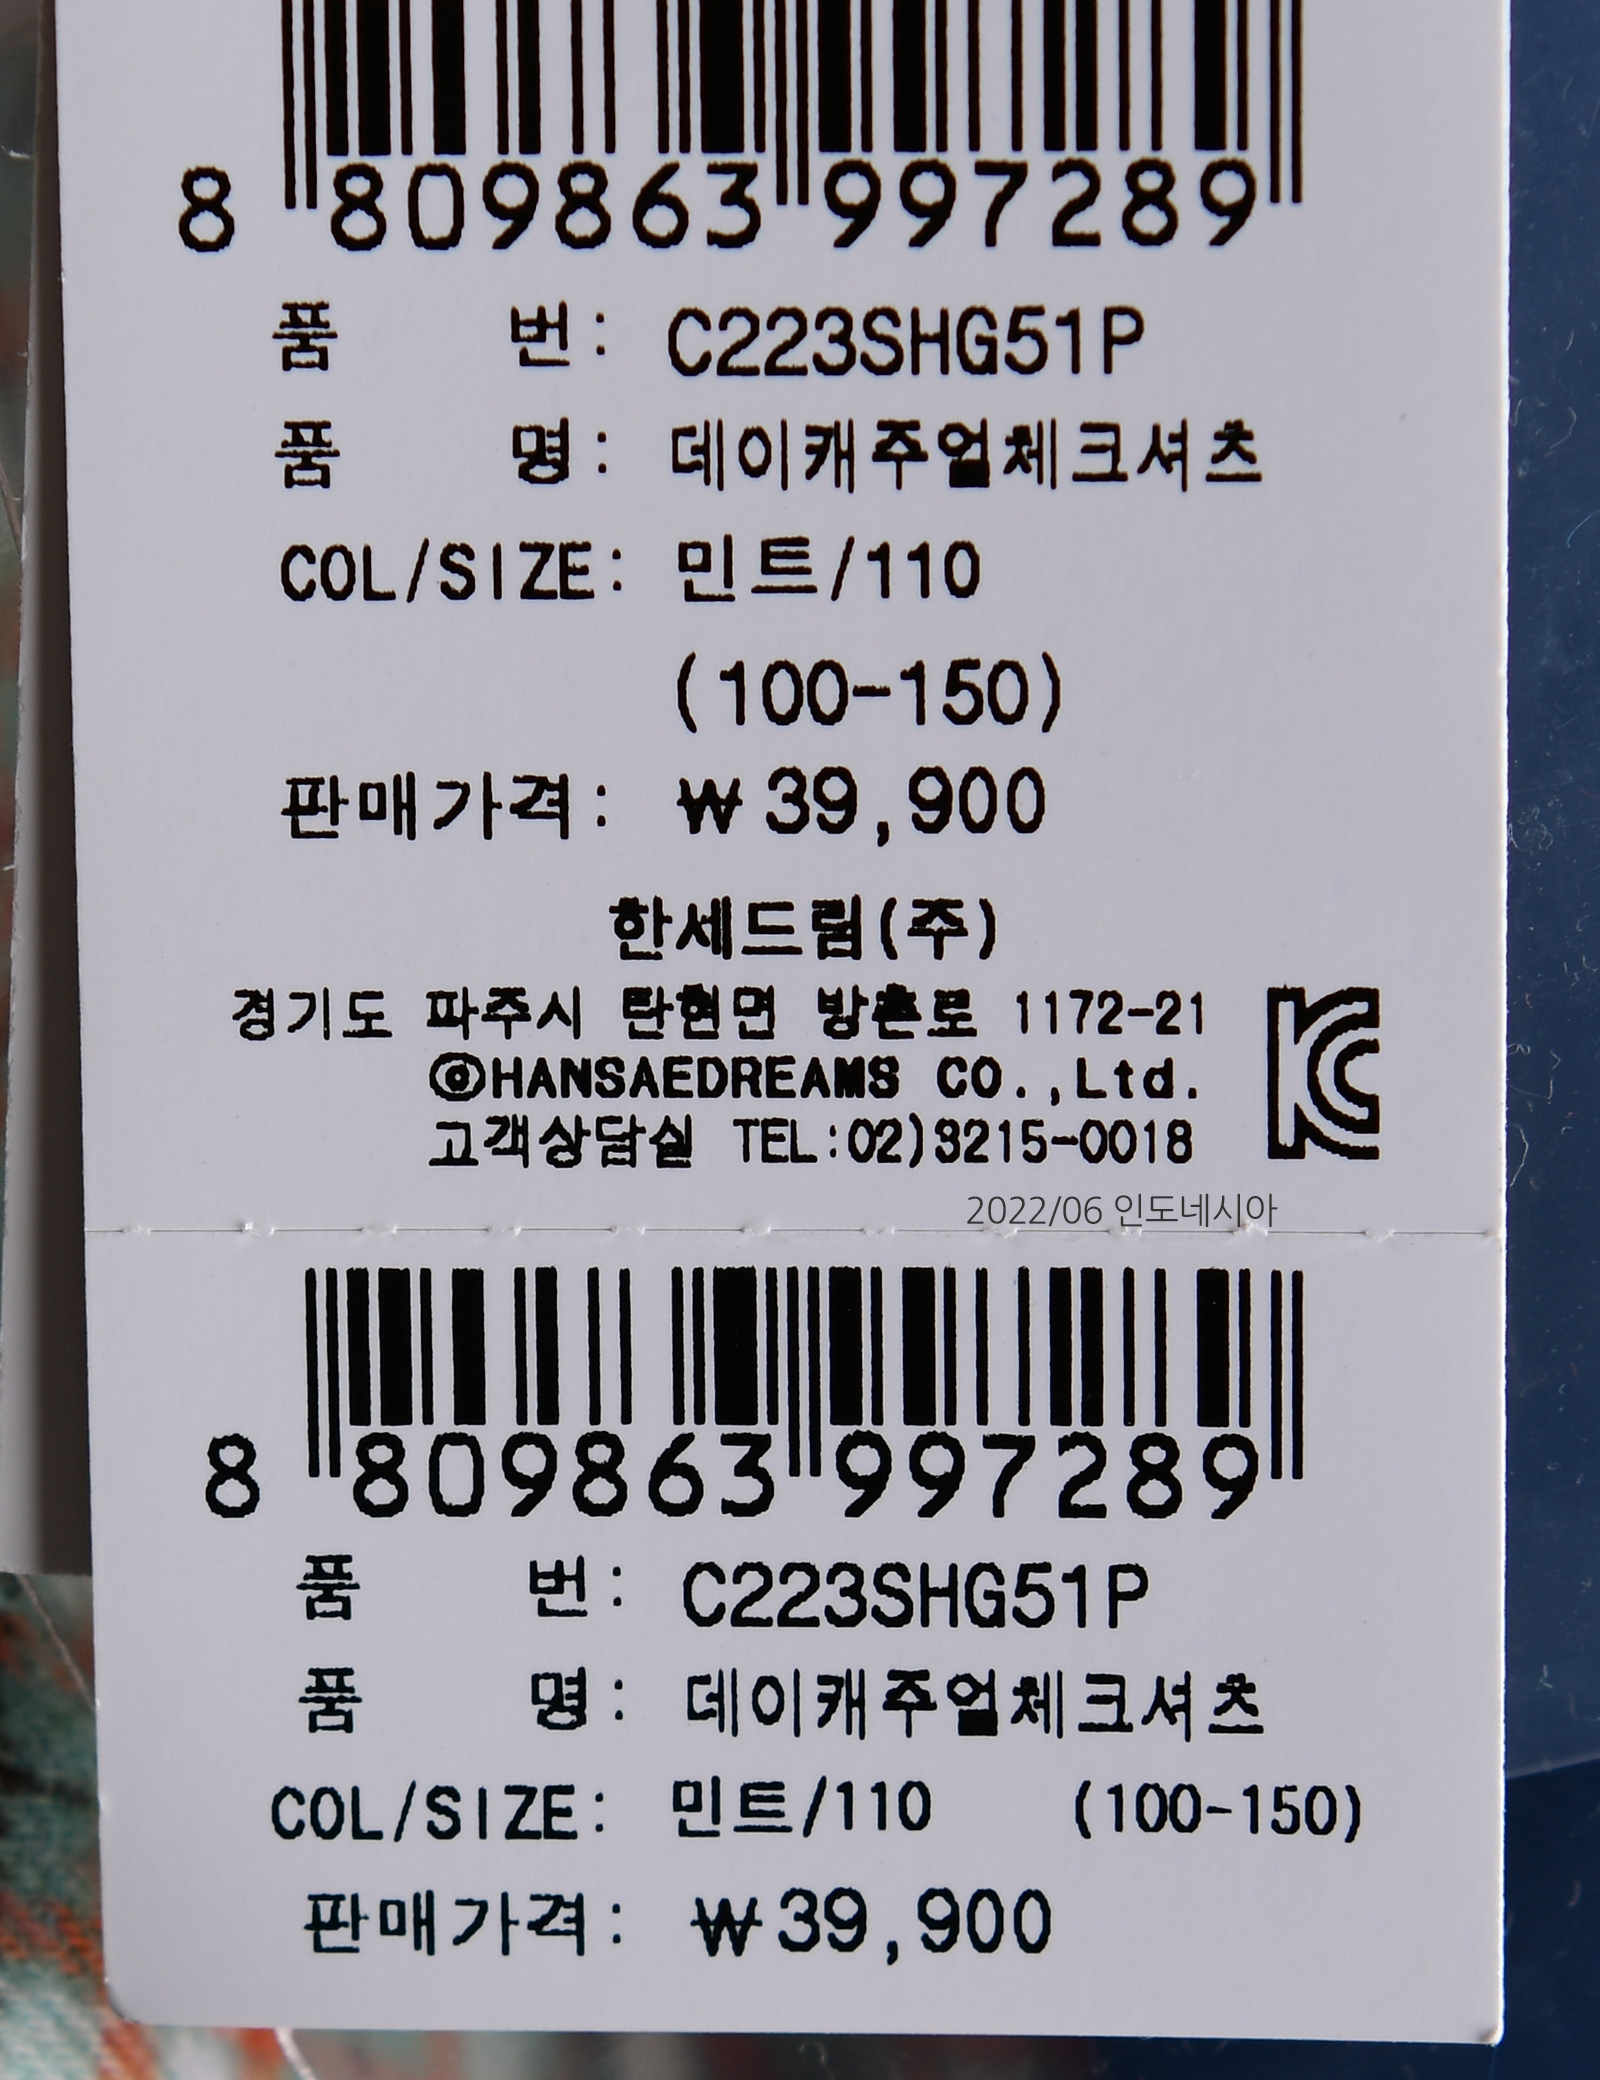 8 809863 997289
품 번: C223SHG51P
품 명: 데이캐주얼체크셔츠
COL/SIZE: 민트/110
(100-150)
판매가격: ₩39,900
한세드림(주)
경기도 파주시 탄현면 방촌로 1172-21
©HANSAEDREAMS CO.,Ltd.
고객상담실 TEL:02)3215-0018
KC
2022/06 인도네시아
8 809863 997289
품 번: C223SHG51P
품 명: 데이캐주얼체크셔츠
COL/SIZE: 민트/110 (100-150)
판매가격: ₩39,900